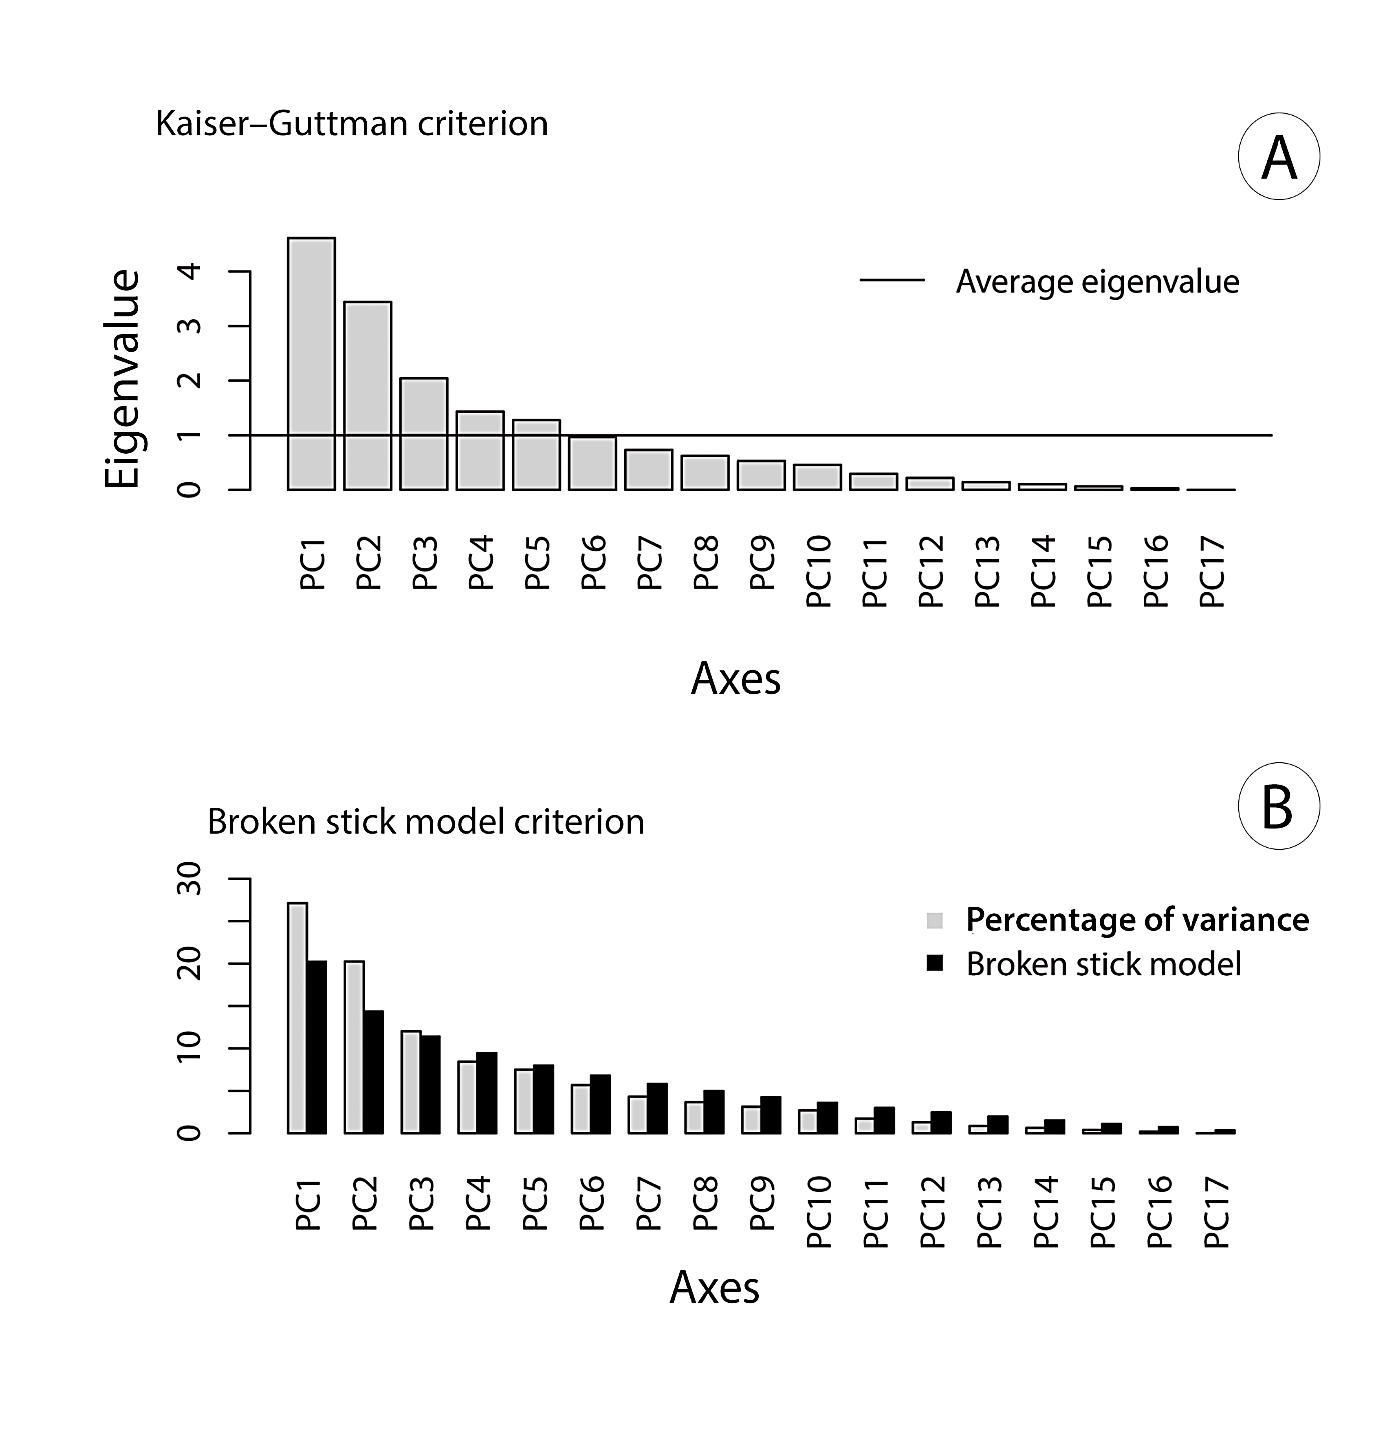 Kaiser–Guttman criterion
A
Eigenvalue
4
3
2
1
0
Average eigenvalue
PC1 PC2 PC3 PC4 PC5 PC6 PC7 PC8 PC9 PC10 PC11 PC12 PC13 PC14 PC15 PC16 PC17
Axes
B
Broken stick model criterion
30
20
10
0
Percentage of variance
Broken stick model
PC1 PC2 PC3 PC4 PC5 PC6 PC7 PC8 PC9 PC10 PC11 PC12 PC13 PC14 PC15 PC16 PC17
Axes